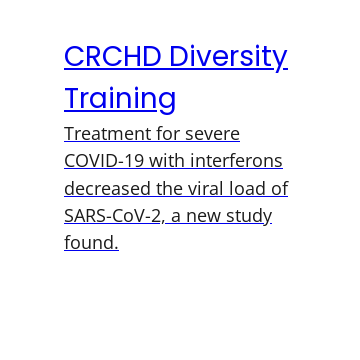 CRCHD Diversity
Training
Treatment for severe
COVID-19 with interferons
decreased the viral load of
SARS-CoV-2, a new study
found.